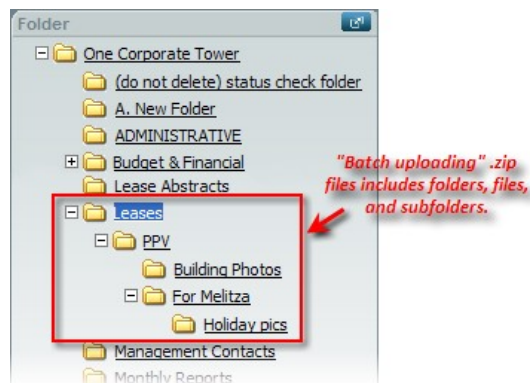 Folder
One Corporate Tower
(do not delete) status check folder
A. New Folder
ADMINISTRATIVE
Budget & Financial
Lease Abstracts
Leases
PPV
Building Photos
For Melitza
Holiday pics
Management Contacts
Monthly Reports
"Batch uploading" .zip
files includes folders, files,
and subfolders.